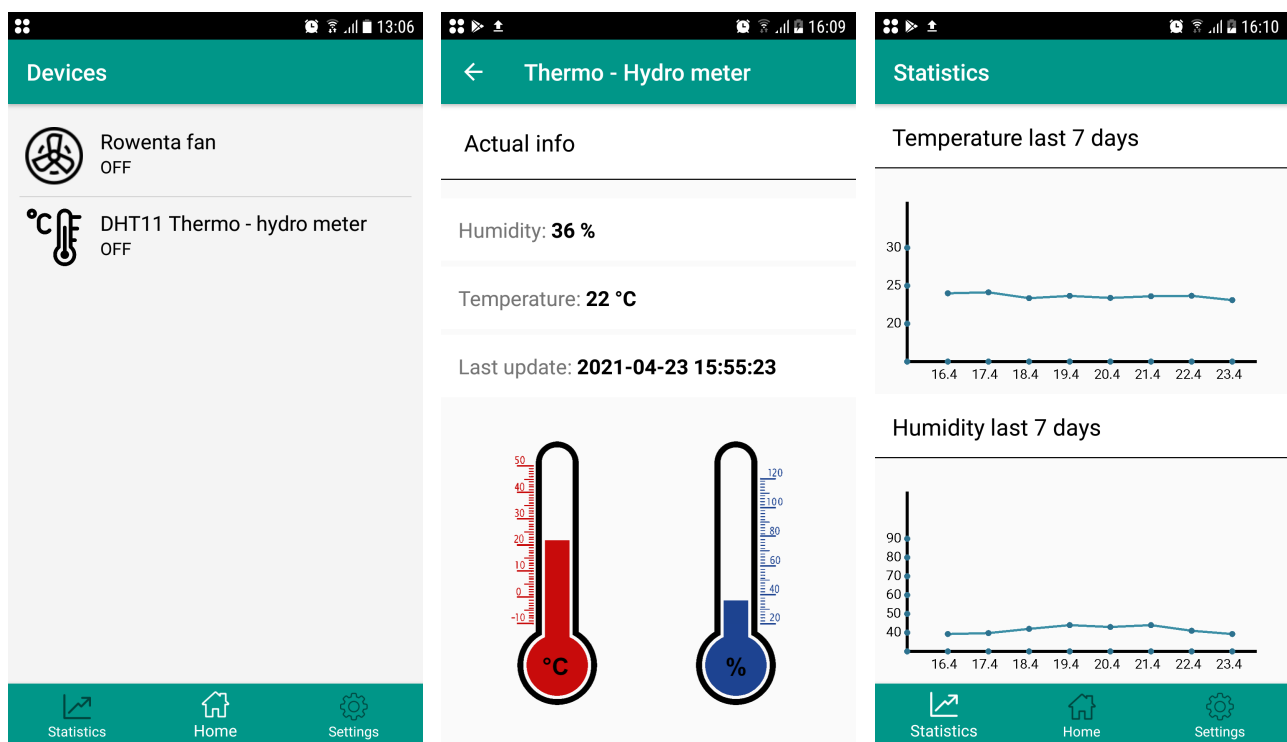 13:06
Devices
Rowenta fan
OFF
°C
DHT11 Thermo - hydro meter
OFF
Statistics
Home
Settings
16:09
Thermo - Hydro meter
Actual info
Humidity: 36 %
Temperature: 22 °C
Last update: 2021-04-23 15:55:23
50
40
30
20
10
0
-10
°C
120
100
80
60
40
20
%
16:10
Statistics
Temperature last 7 days
30
25
20
16.4 17.4 18.4 19.4 20.4 21.4 22.4 23.4
Humidity last 7 days
90
80
70
60
50
40
16.4 17.4 18.4 19.4 20.4 21.4 22.4 23.4
Statistics
Home
Settings